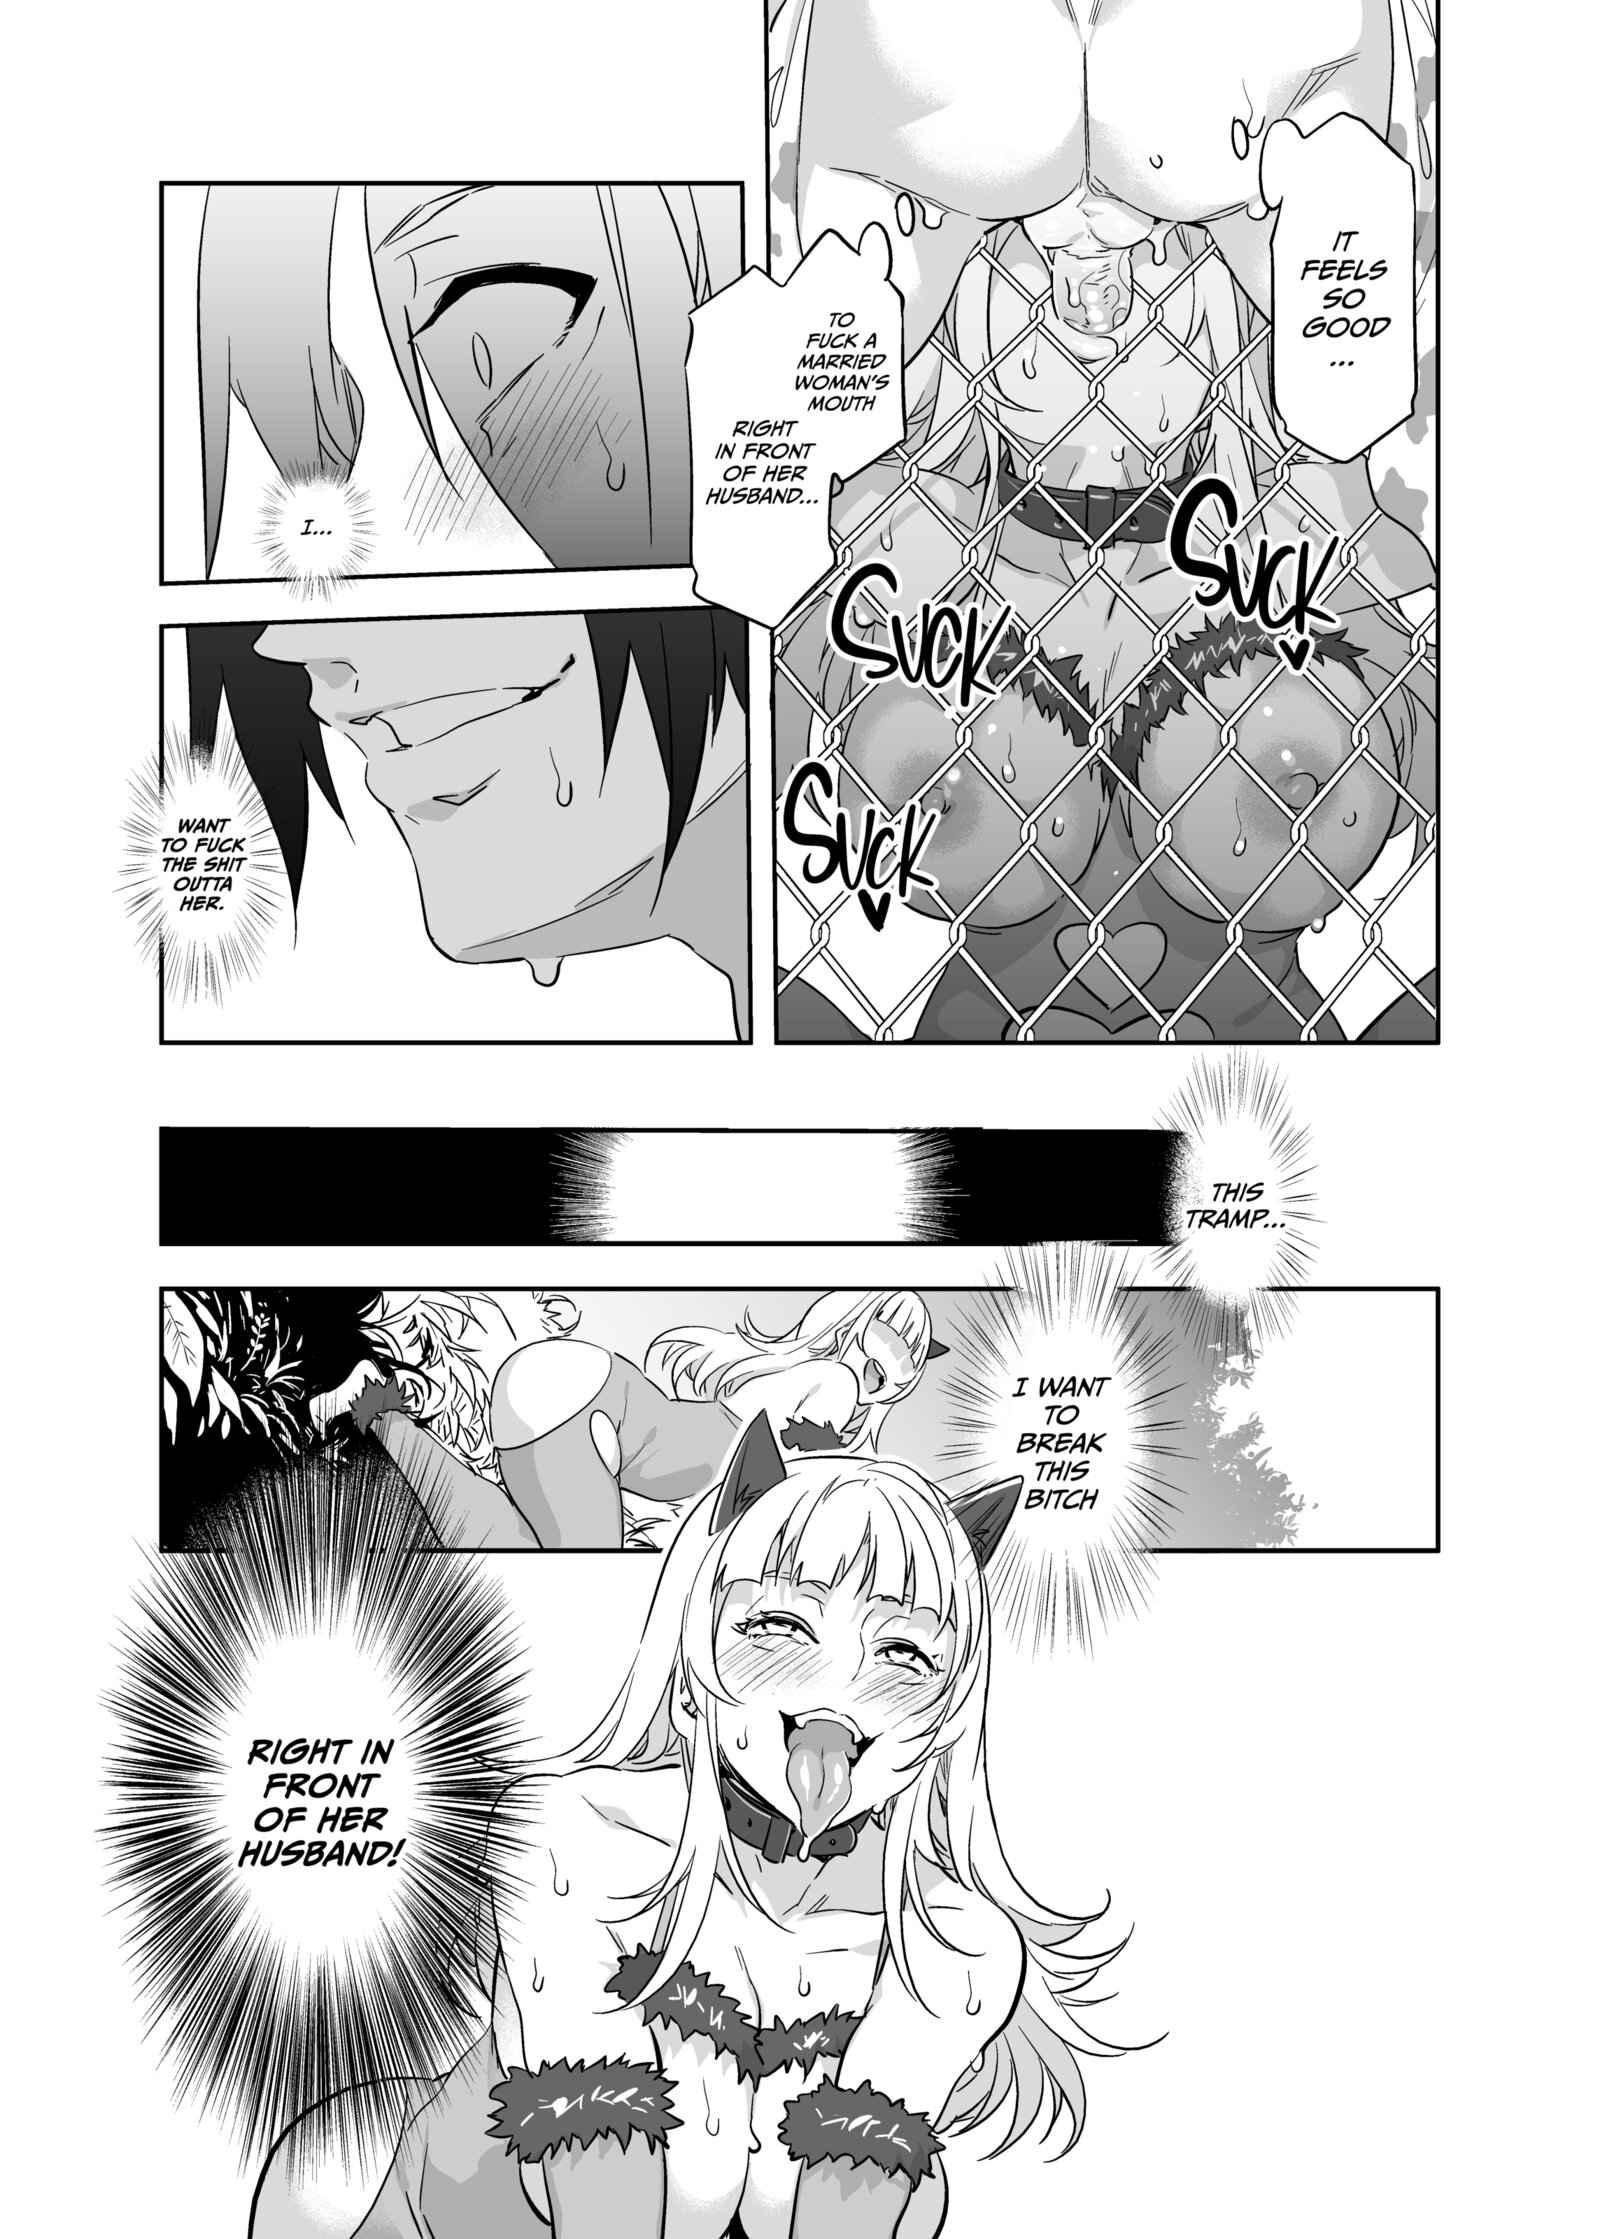 IT
FEELS
SO
GOOD
...
TO
FUCK A
MARRIED
WOMAN'S
MOUTH
RIGHT
IN FRONT
OF HER
HUSBAND...
SUCK
SUCK
SUCK
I...
WANT
TO FUCK
THE SHIT
OUTTA
HER.
THIS
TRAMP...
I WANT
TO
BREAK
THIS
BITCH
RIGHT IN
FRONT
OF HER
HUSBAND!